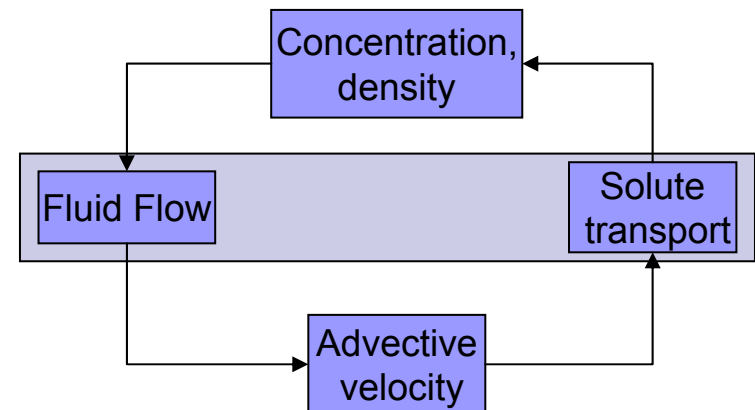 Concentration,
density
Fluid Flow
Solute
transport
Advective
velocity